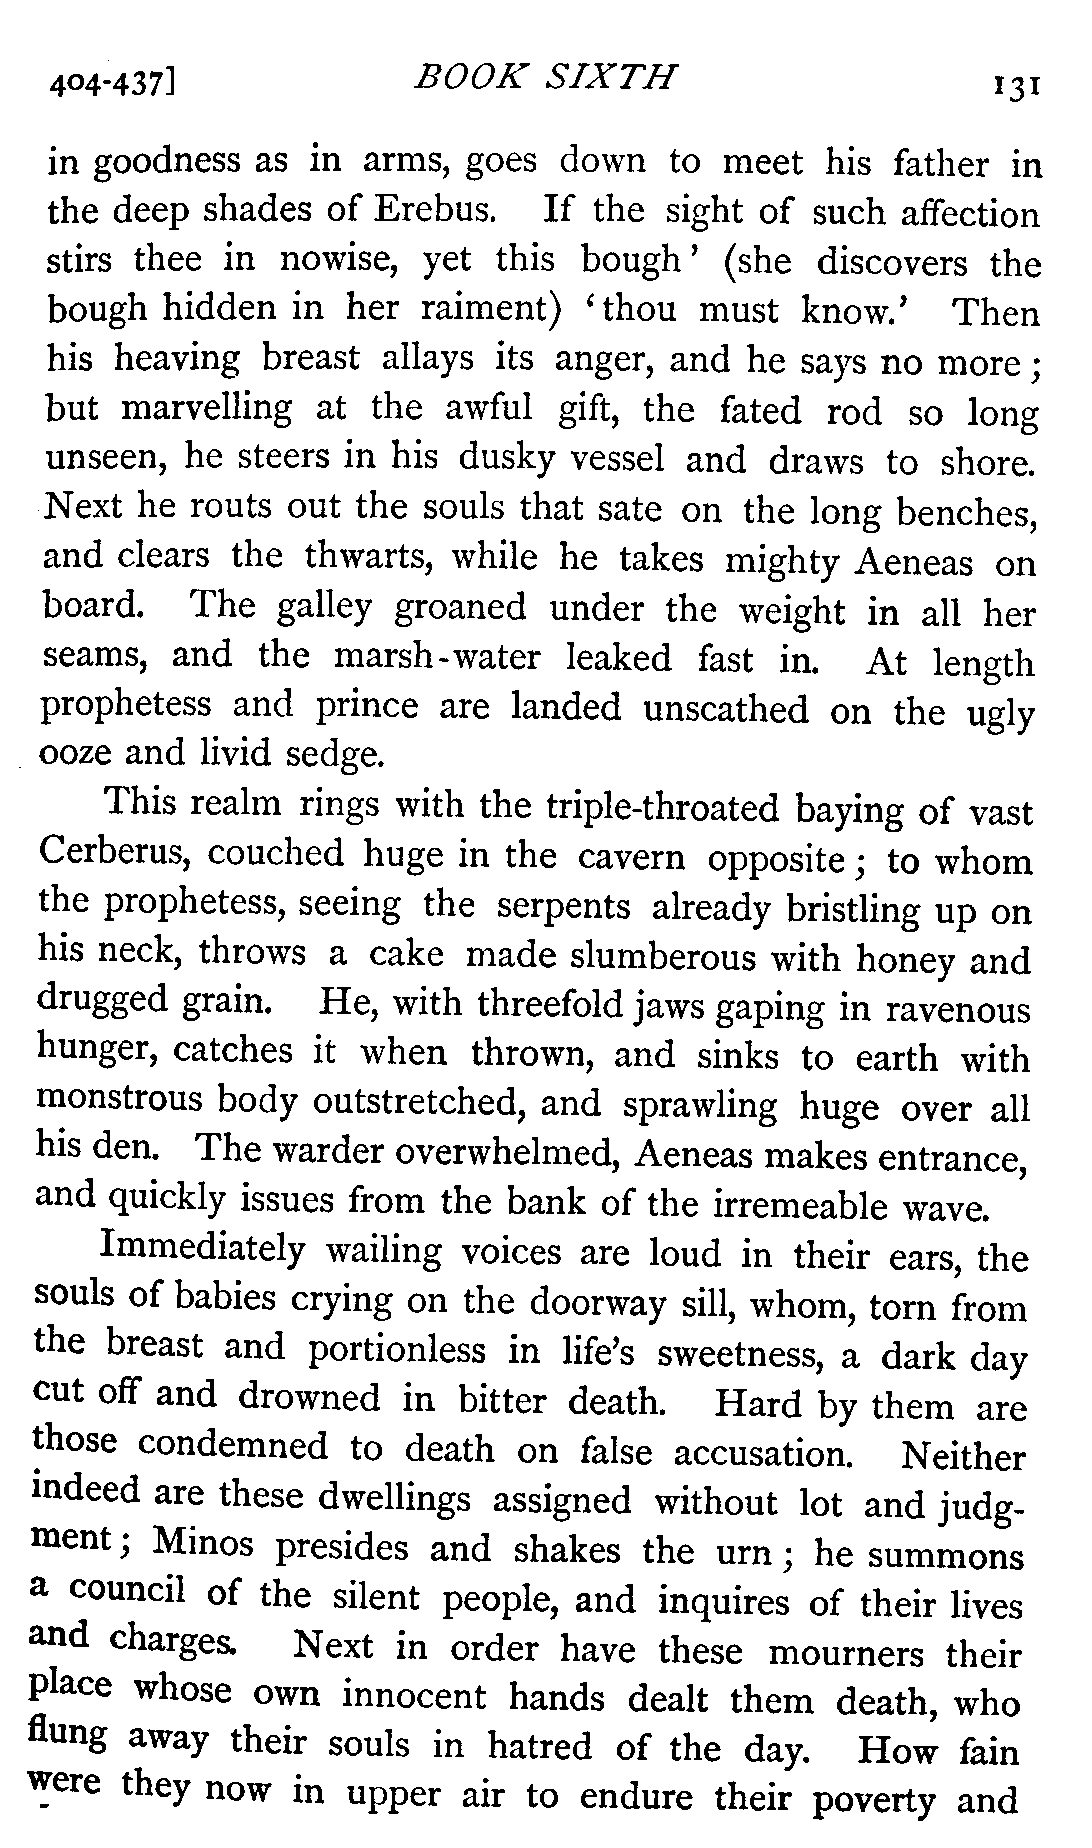 404-437] BOOK SIXTH 131
in goodness as in arms, goes down to meet his father in
the deep shades of Erebus. If the sight of such affection
stirs thee in nowise, yet this bough’ (she discovers the
bough hidden in her raiment) ‘thou must know.’ Then
his heaving breast allays its anger, and he says no more ;
but marvelling at the awful gift, the fated rod so long
unseen, he steers in his dusky vessel and draws to shore.
Next he routs out the souls that sate on the long benches,
and clears the thwarts, while he takes mighty Aeneas on
board. The galley groaned under the weight in all her
seams, and the marsh-water leaked fast in. At length
prophetess and prince are landed unscathed on the ugly
ooze and livid sedge.
This realm rings with the triple-throated baying of vast
Cerberus, couched huge in the cavern opposite ; to whom
the prophetess, seeing the serpents already bristling up on
his neck, throws a cake made slumberous with honey and
drugged grain. He, with threefold jaws gaping in ravenous
hunger, catches it when thrown, and sinks to earth with
monstrous body outstretched, and sprawling huge over all
his den. The warder overwhelmed, Aeneas makes entrance,
and quickly issues from the bank of the irremeable wave.
Immediately wailing voices are loud in their ears, the
souls of babies crying on the doorway sill, whom, torn from
the breast and portionless in life’s sweetness, a dark day
cut off and drowned in bitter death. Hard by them are
those condemned to death on false accusation. Neither
indeed are these dwellings assigned without lot and judg-
ment ; Minos presides and shakes the urn ; he summons
a council of the silent people, and inquires of their lives
and charges. Next in order have these mourners their
place whose own innocent hands dealt them death, who
flung away their souls in hatred of the day. How fain
were they now in upper air to endure their poverty and